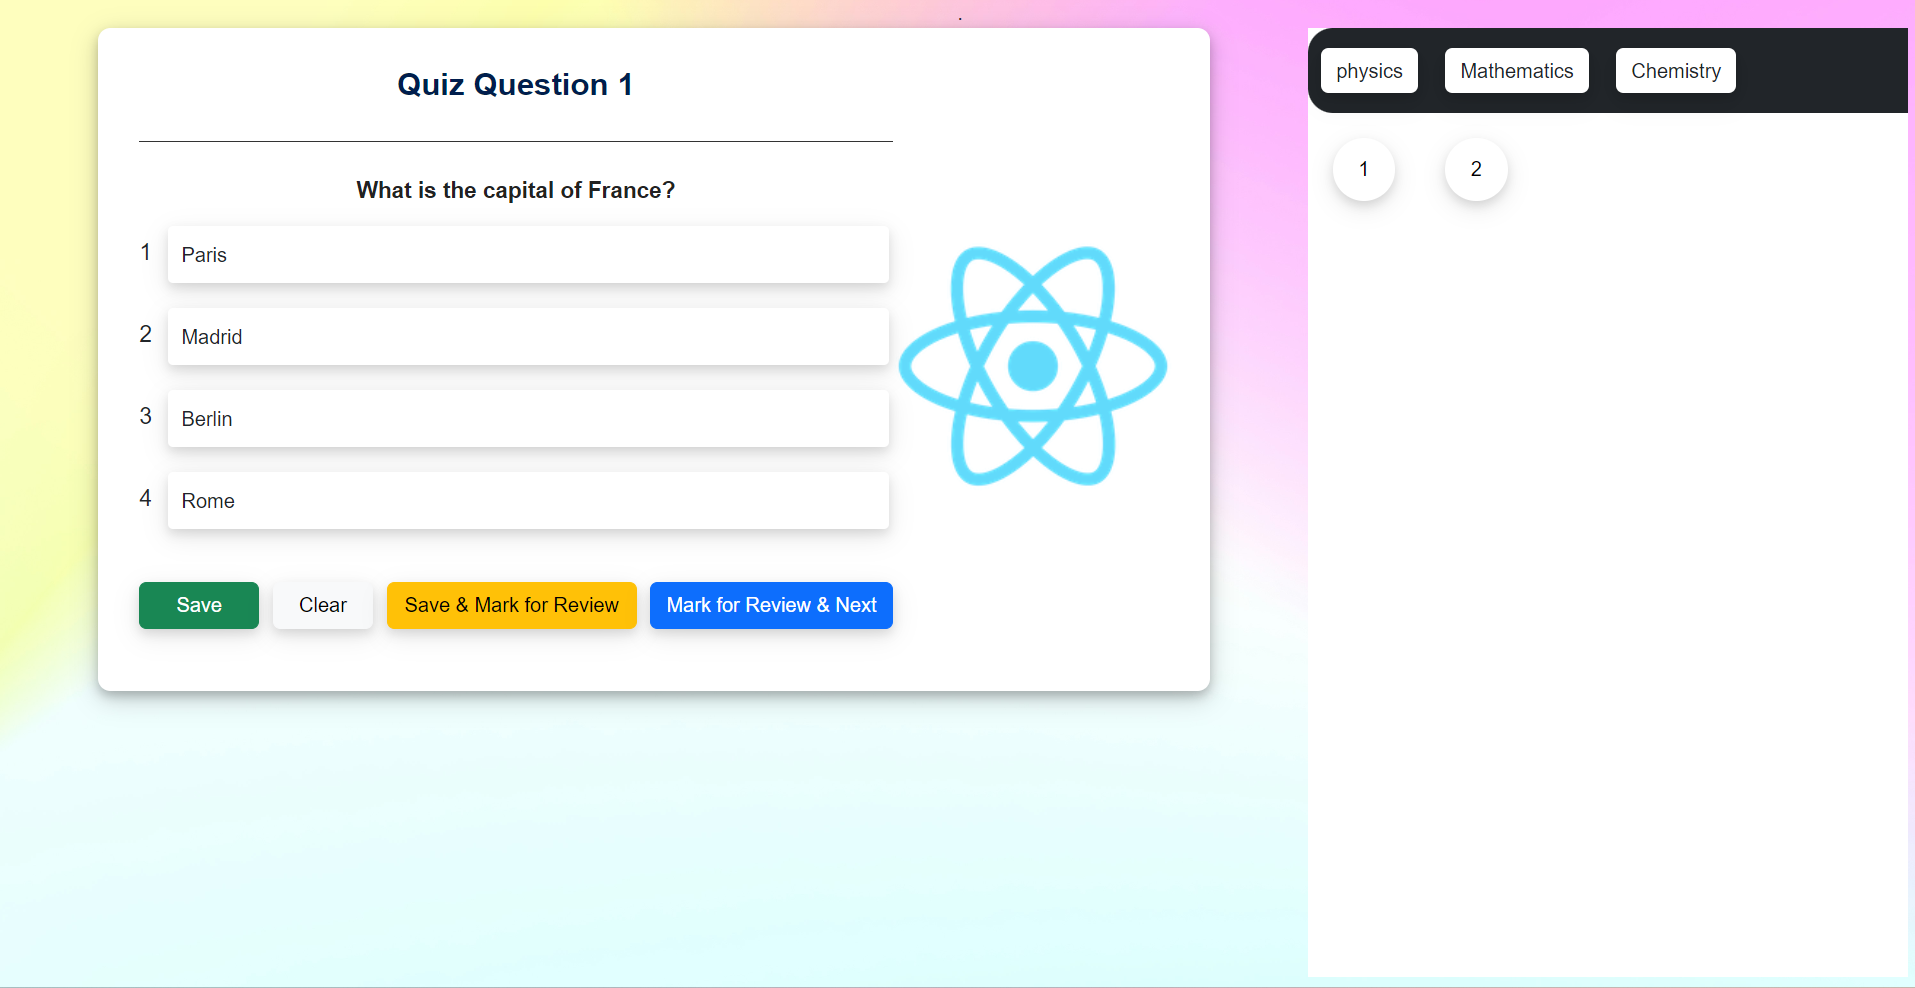 .
Quiz Question 1
What is the capital of France?
1 Paris
2 Madrid
3 Berlin
4 Rome
Save Clear Save & Mark for Review Mark for Review & Next
physics Mathematics Chemistry
1 2